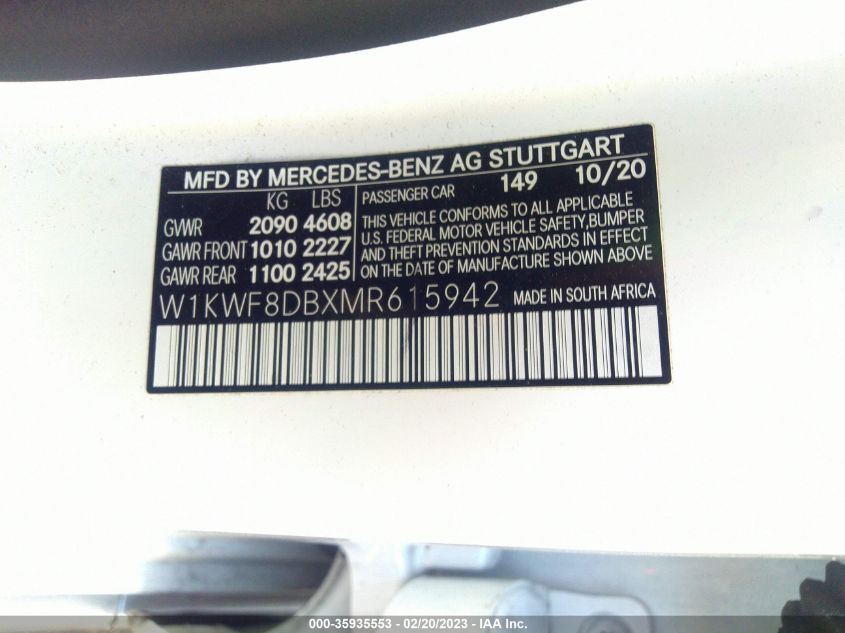 MFD BY MERCEDES-BENZ AG STUTTGART
KG LBS
GVWR 2090 4608
GAWR FRONT 1010 2227
GAWR REAR 1100 2425
PASSENGER CAR 149 10/20
THIS VEHICLE CONFORMS TO ALL APPLICABLE
U.S. FEDERAL MOTOR VEHICLE SAFETY,BUMPER
AND THEFT PREVENTION STANDARDS IN EFFECT
ON THE DATE OF MANUFACTURE SHOWN ABOVE
W1KWF8DBXMR615942 MADE IN SOUTH AFRICA
000-35935553 - 02/20/2023 - IAA Inc.